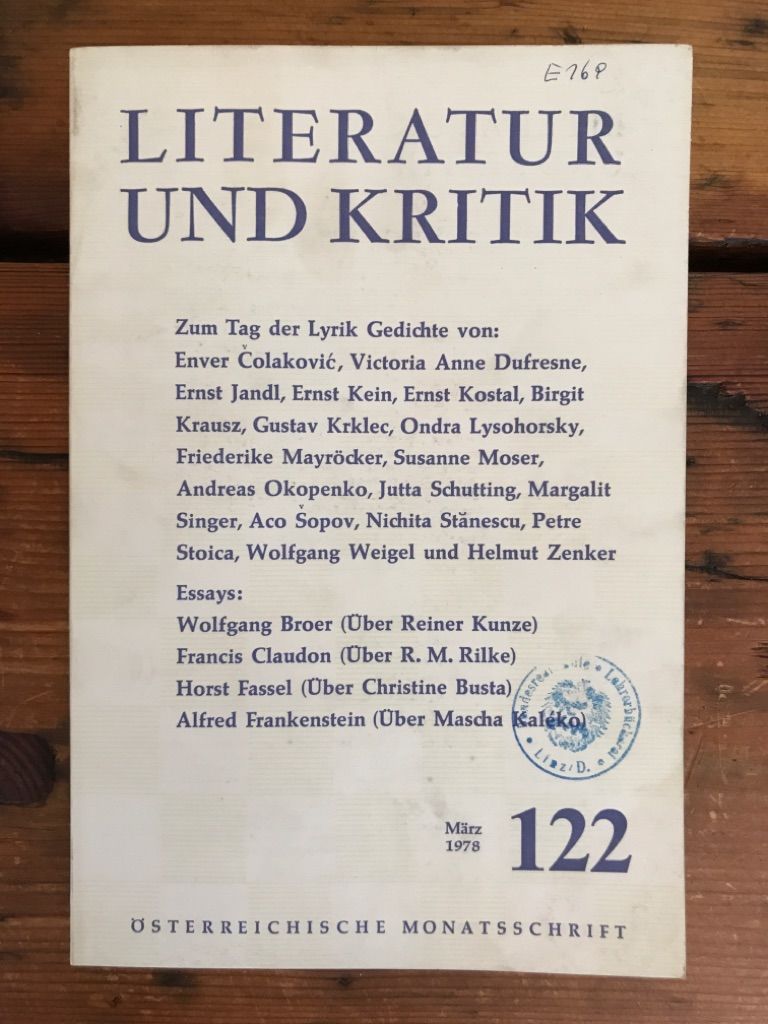 E 168
LITERATUR
UND KRITIK
Zum Tag der Lyrik Gedichte von:
Enver Čolaković, Victoria Anne Dufresne,
Ernst Jandl, Ernst Kein, Ernst Kostal, Birgit
Krausz, Gustav Krklec, Ondra Lysohorsky,
Friederike Mayröcker, Susanne Moser,
Andreas Okopenko, Jutta Schutting, Margalit
Singer, Aco Šopov, Nichita Stănescu, Petre
Stoica, Wolfgang Weigel und Helmut Zenker
Essays:
Wolfgang Broer (Über Reiner Kunze)
Francis Claudon (Über R. M. Rilke)
Horst Fassel (Über Christine Busta)
Alfred Frankenstein (Über Mascha Kaléko)
Lehrerbücherei
Linz/D.
März
1978
122
ÖSTERREICHISCHE MONATSSCHRIFT